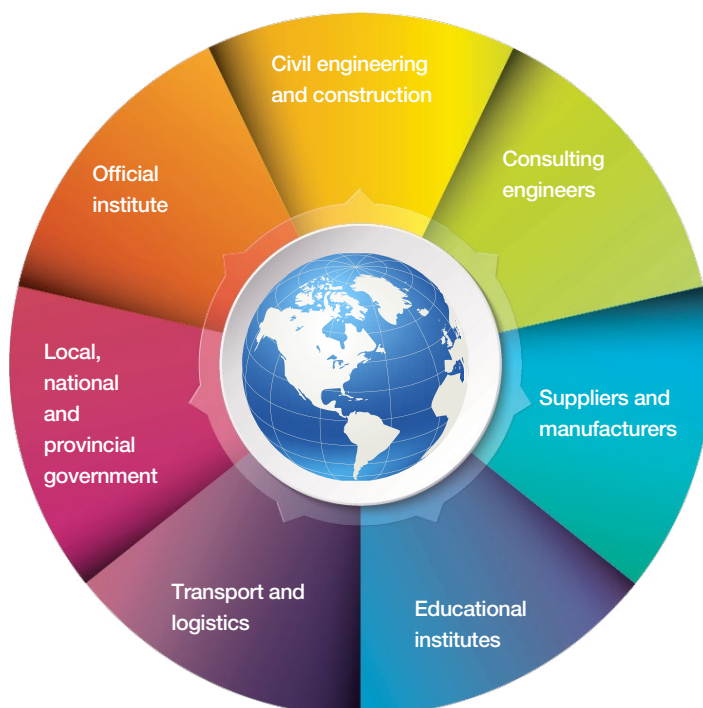 Civil engineering
and construction
Consulting
engineers
Suppliers and
manufacturers
Educational
institutes
Transport and
logistics
Local,
national
and
provincial
government
Official
institute